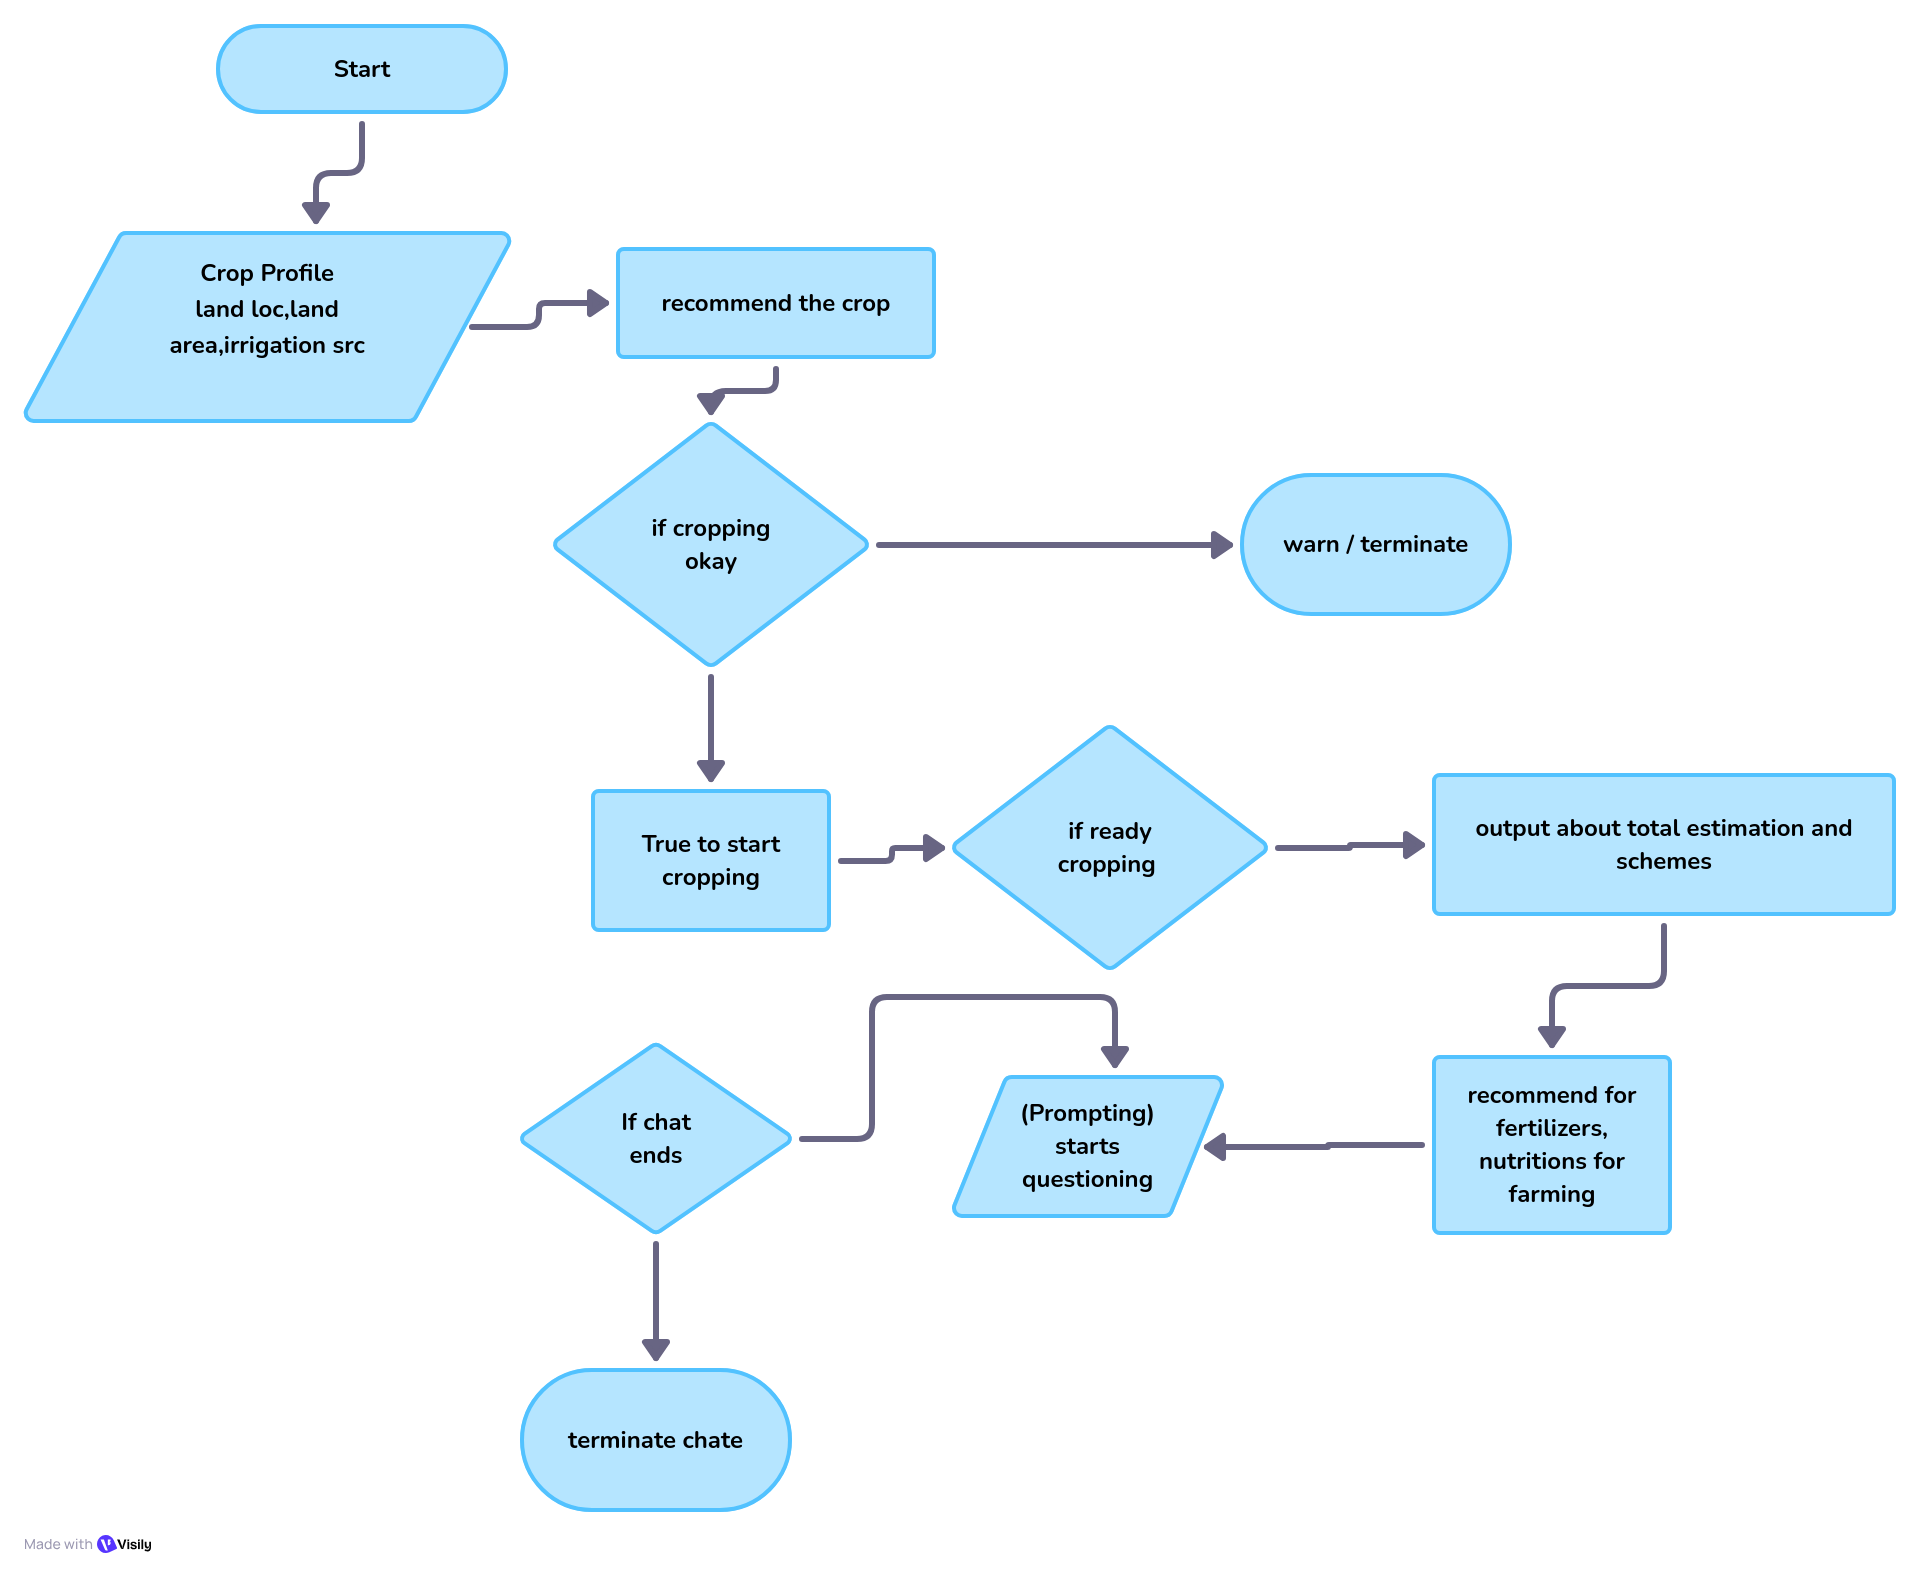 Start
Crop Profile
land loc,land
area,irrigation src
recommend the crop
if cropping
okay
warn / terminate
True to start
cropping
if ready
cropping
output about total estimation and
schemes
If chat
ends
(Prompting)
starts
questioning
recommend for
fertilizers,
nutritions for
farming
terminate chate
Made with Visily